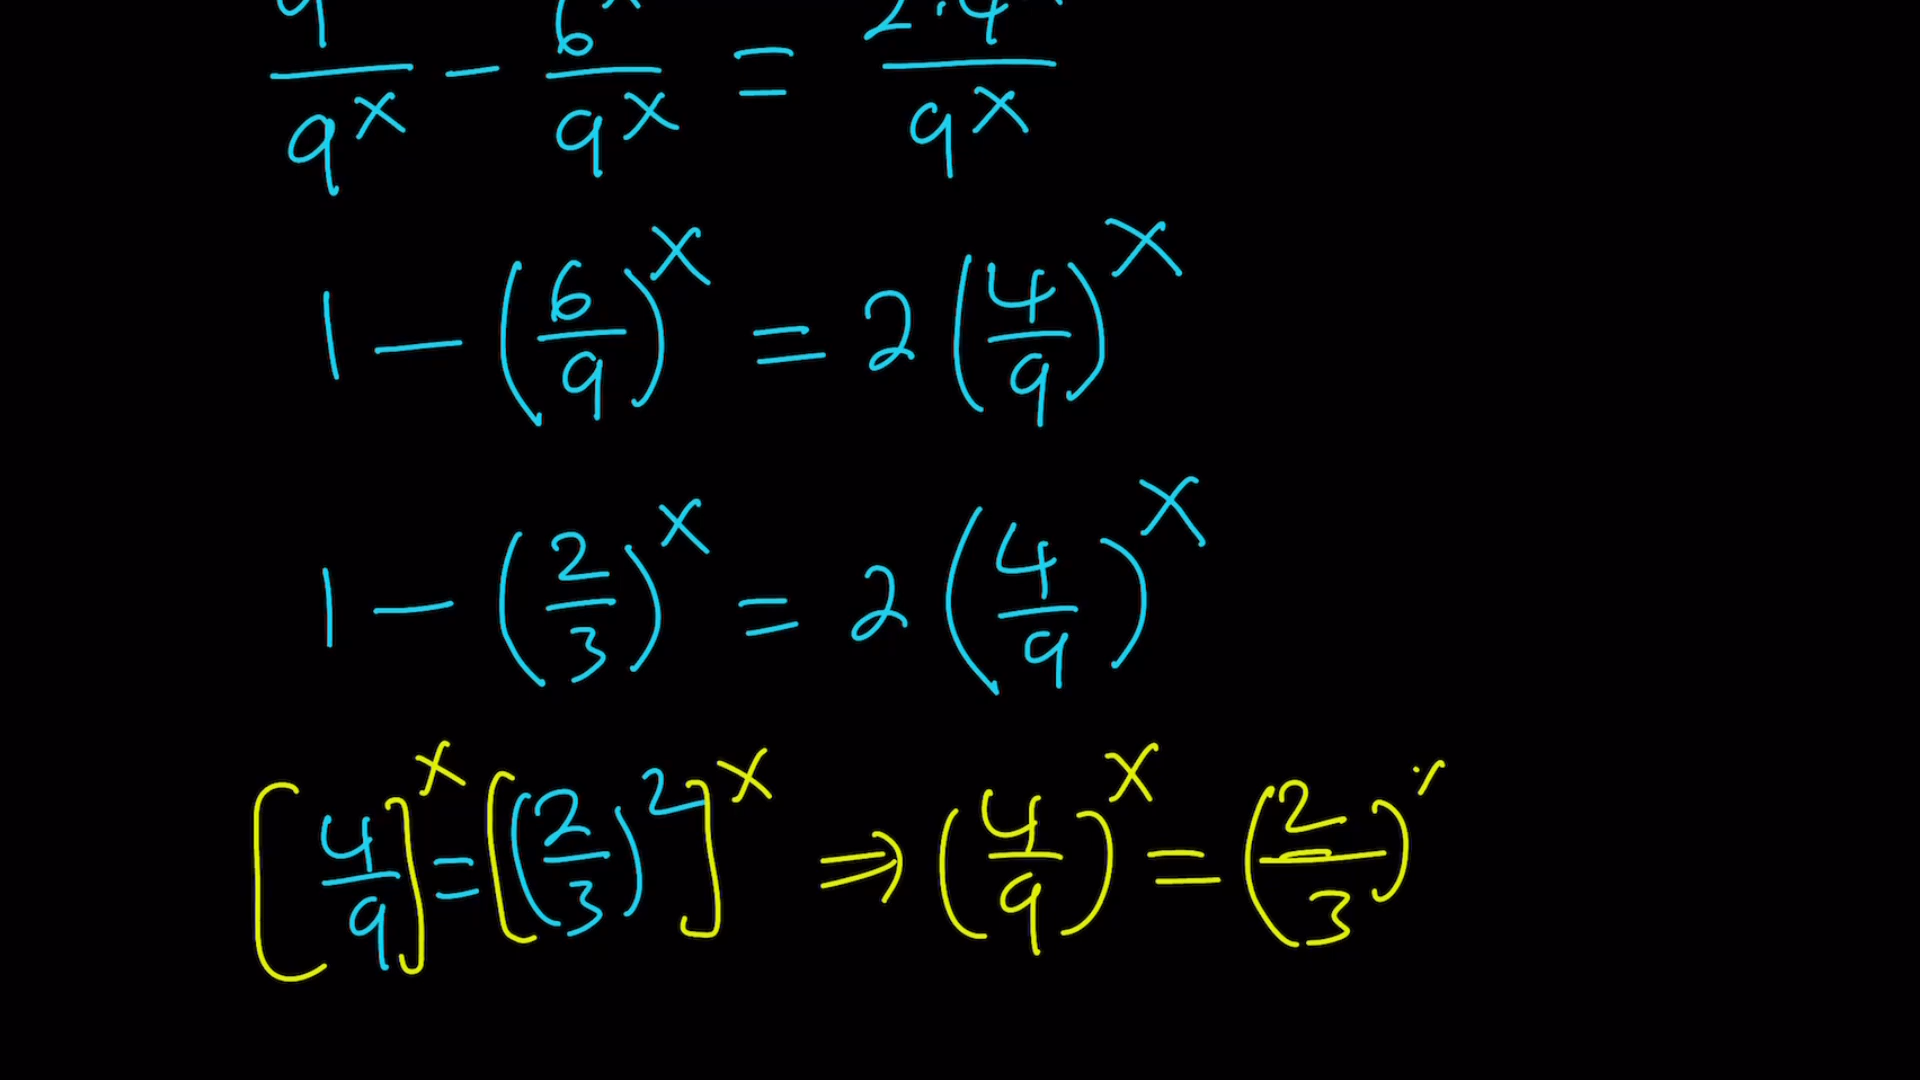 9/9^x - 6^x/9^x = 2·4/9^x
1 - (6/9)^x = 2(4/9)^x
1 - (2/3)^x = 2(4/9)^x
[4/9]^x = [(2/3)^2]^x ⇒ (4/9)^x = (2/3)